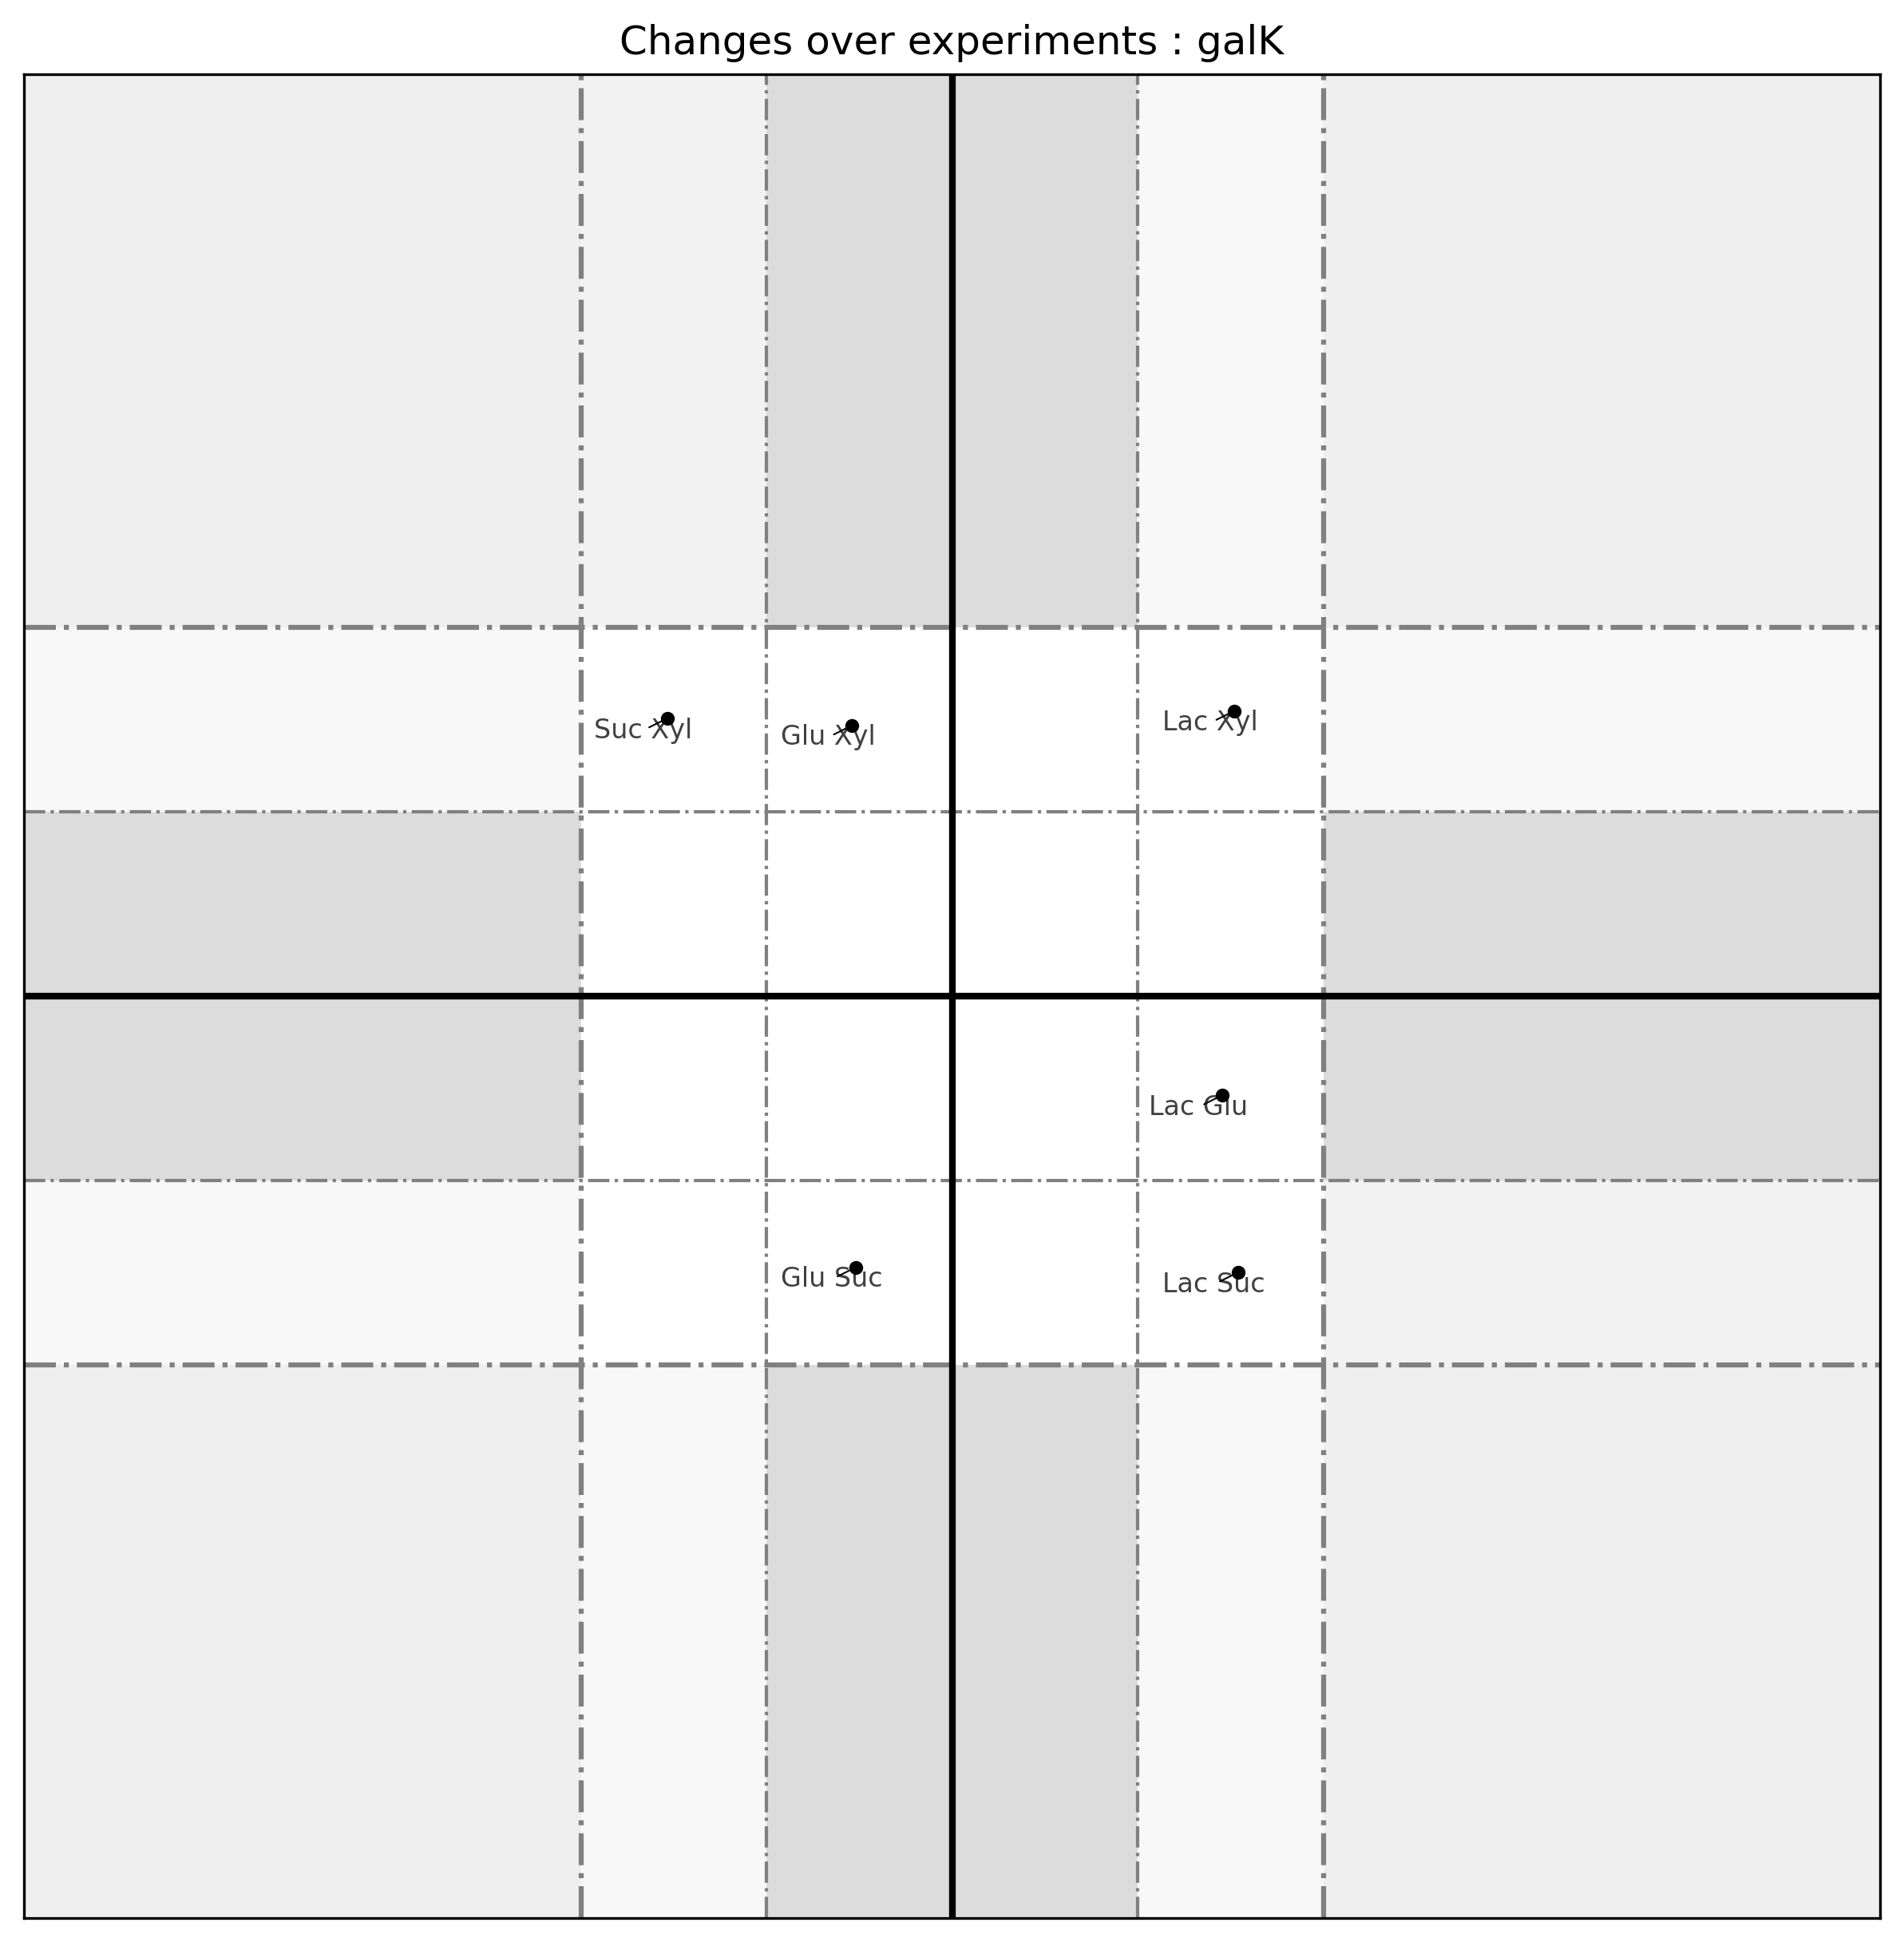 Changes over experiments : galK
Suc Xyl
Glu Xyl
Lac Xyl
Lac Glu
Glu Suc
Lac Suc